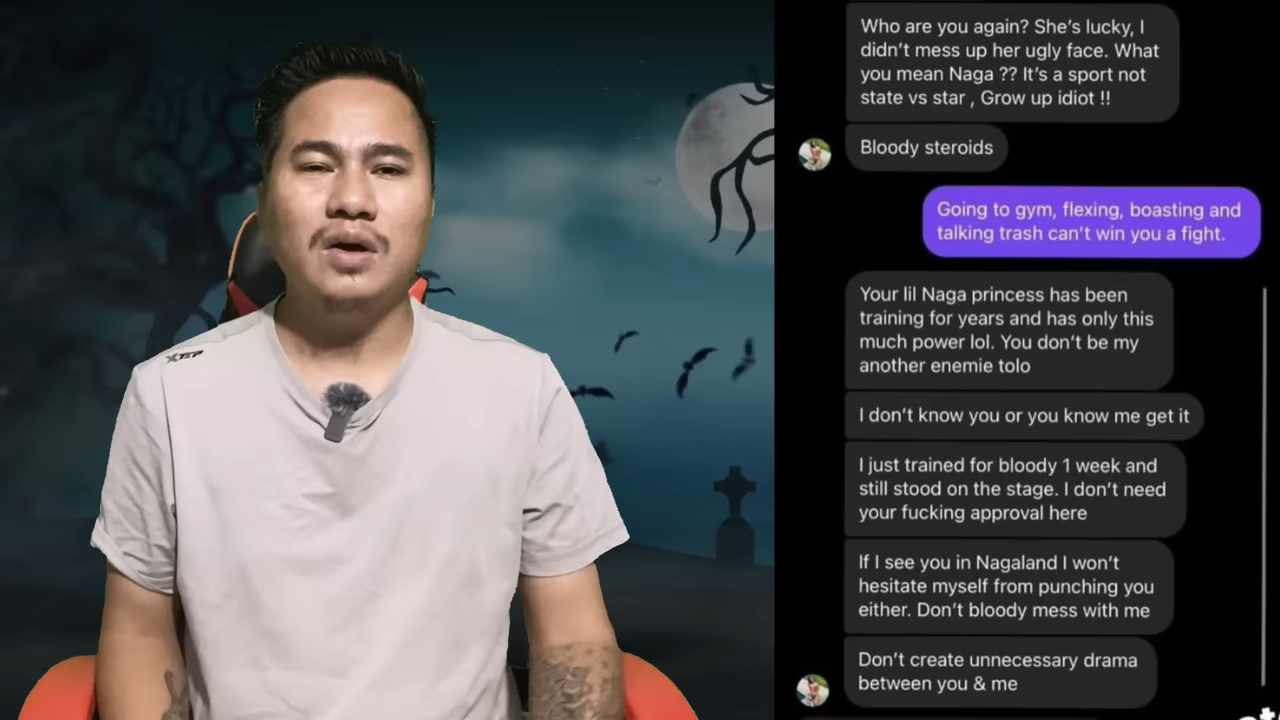 Who are you again? She's lucky, I
didn't mess up her ugly face. What
you mean Naga ?? It's a sport not
state vs star , Grow up idiot !!
Bloody steroids
Going to gym, flexing, boasting and
talking trash can't win you a fight.
Your lil Naga princess has been
training for years and has only this
much power lol. You don't be my
another enemie tolo
I don't know you or you know me get it
I just trained for bloody 1 week and
still stood on the stage. I don't need
your fucking approval here
If I see you in Nagaland I won't
hesitate myself from punching you
either. Don't bloody mess with me
Don't create unnecessary drama
between you & me
XTEP